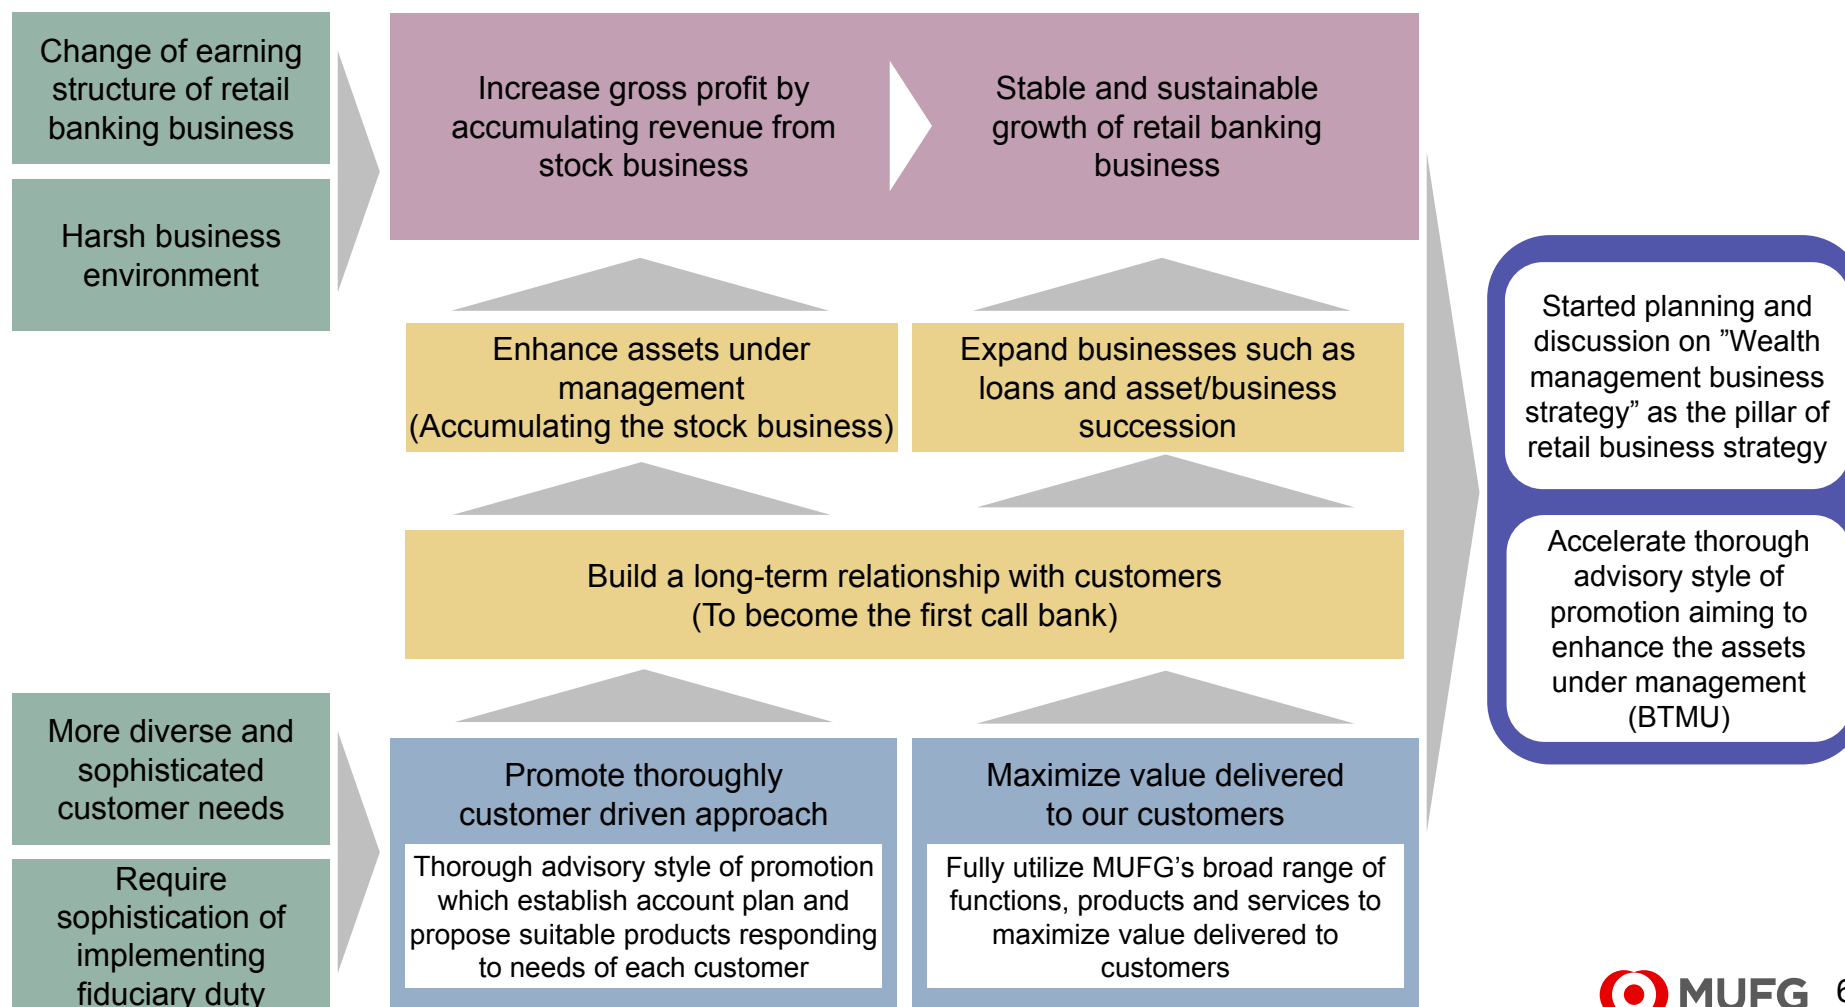 Change of earning
structure of retail
banking business
Harsh business
environment
Increase gross profit by
accumulating revenue from
stock business
Stable and sustainable
growth of retail banking
business
Enhance assets under
management
(Accumulating the stock business)
Expand businesses such as
loans and asset/business
succession
Build a long-term relationship with customers
(To become the first call bank)
More diverse and
sophisticated
customer needs
Require
sophistication of
implementing
fiduciary duty
Promote thoroughly
customer driven approach
Thorough advisory style of promotion
which establish account plan and
propose suitable products responding
to needs of each customer
Maximize value delivered
to our customers
Fully utilize MUFG’s broad range of
functions, products and services to
maximize value delivered to
customers
Started planning and
discussion on ”Wealth
management business
strategy” as the pillar of
retail business strategy
Accelerate thorough
advisory style of
promotion aiming to
enhance the assets
under management
(BTMU)
MUFG